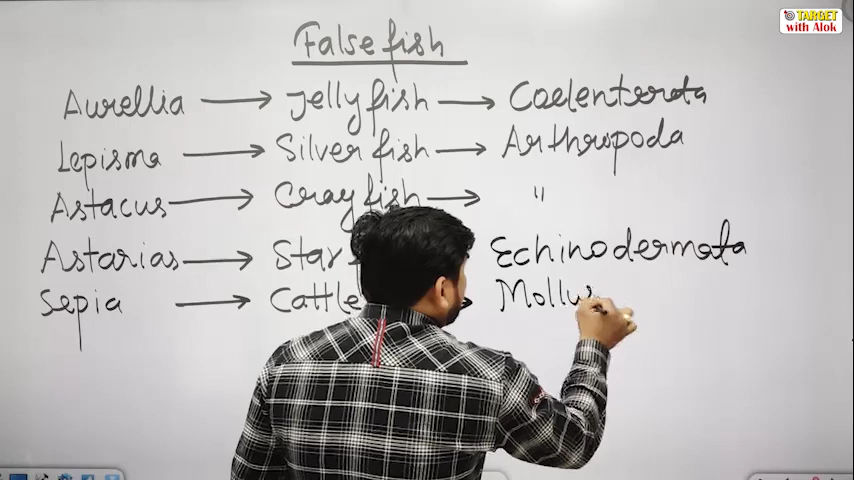 TARGET
with Alok
False fish
Aurellia → Jelly fish → Coelenterata
Lepisma → Silver fish → Arthropoda
Astacus → Cray fish → "
Astarias → Star Echinodermata
Sepia → Cattle Mollus